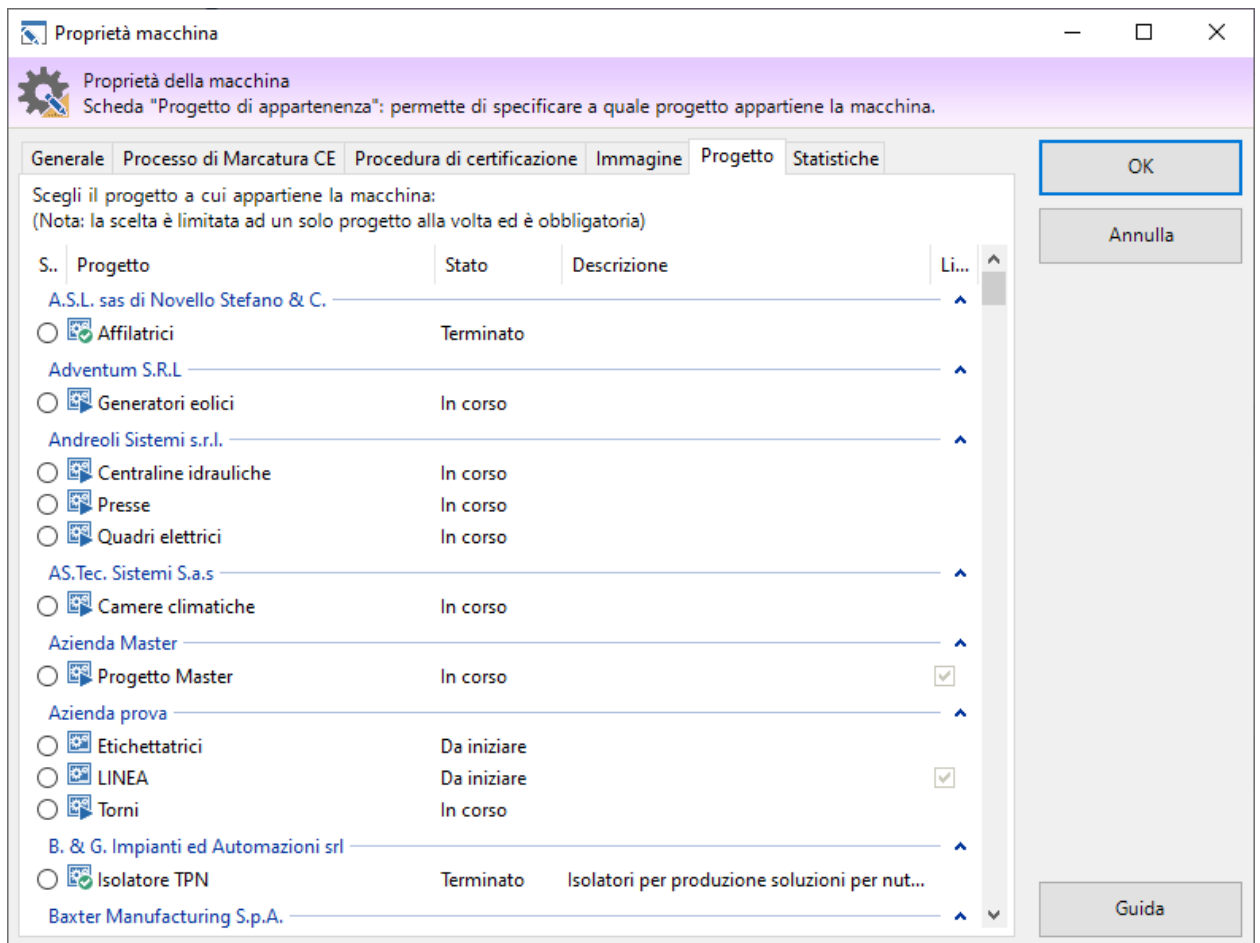 Proprietà macchina
Proprietà della macchina
Scheda "Progetto di appartenenza": permette di specificare a quale progetto appartiene la macchina.
Generale Processo di Marcatura CE Procedura di certificazione Immagine Progetto Statistiche
OK
Annulla
Scegli il progetto a cui appartiene la macchina:
(Nota: la scelta è limitata ad un solo progetto alla volta ed è obbligatoria)
S.. Progetto Stato Descrizione Li...
A.S.L. sas di Novello Stefano & C.
Affilatrici Terminato
Adventum S.R.L
Generatori eolici In corso
Andreoli Sistemi s.r.l.
Centraline idrauliche In corso
Presse In corso
Quadri elettrici In corso
AS.Tec. Sistemi S.a.s
Camere climatiche In corso
Azienda Master
Progetto Master In corso
Azienda prova
Etichettatrici Da iniziare
LINEA Da iniziare
Torni In corso
B. & G. Impianti ed Automazioni srl
Isolatore TPN Terminato Isolatori per produzione soluzioni per nut...
Baxter Manufacturing S.p.A.
Guida